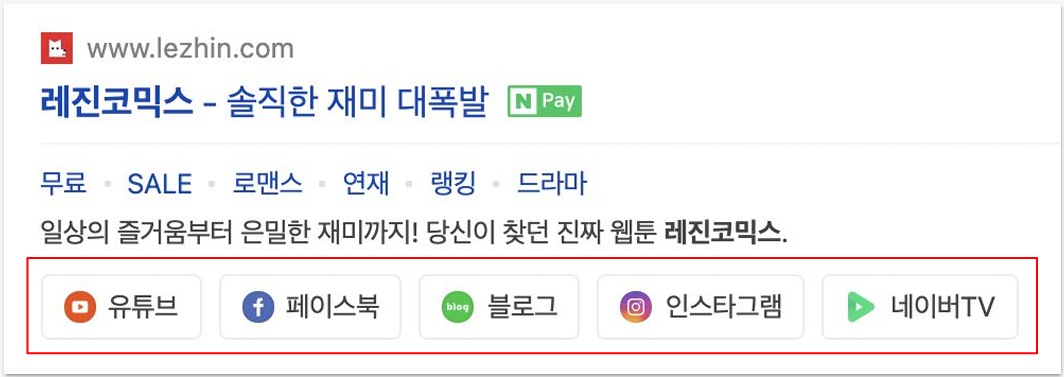 www.lezhin.com
레진코믹스 - 솔직한 재미 대폭발 N Pay
무료 · SALE · 로맨스 · 연재 · 랭킹 · 드라마
일상의 즐거움부터 은밀한 재미까지! 당신이 찾던 진짜 웹툰 레진코믹스.
유튜브 페이스북 blog 블로그 인스타그램 네이버TV